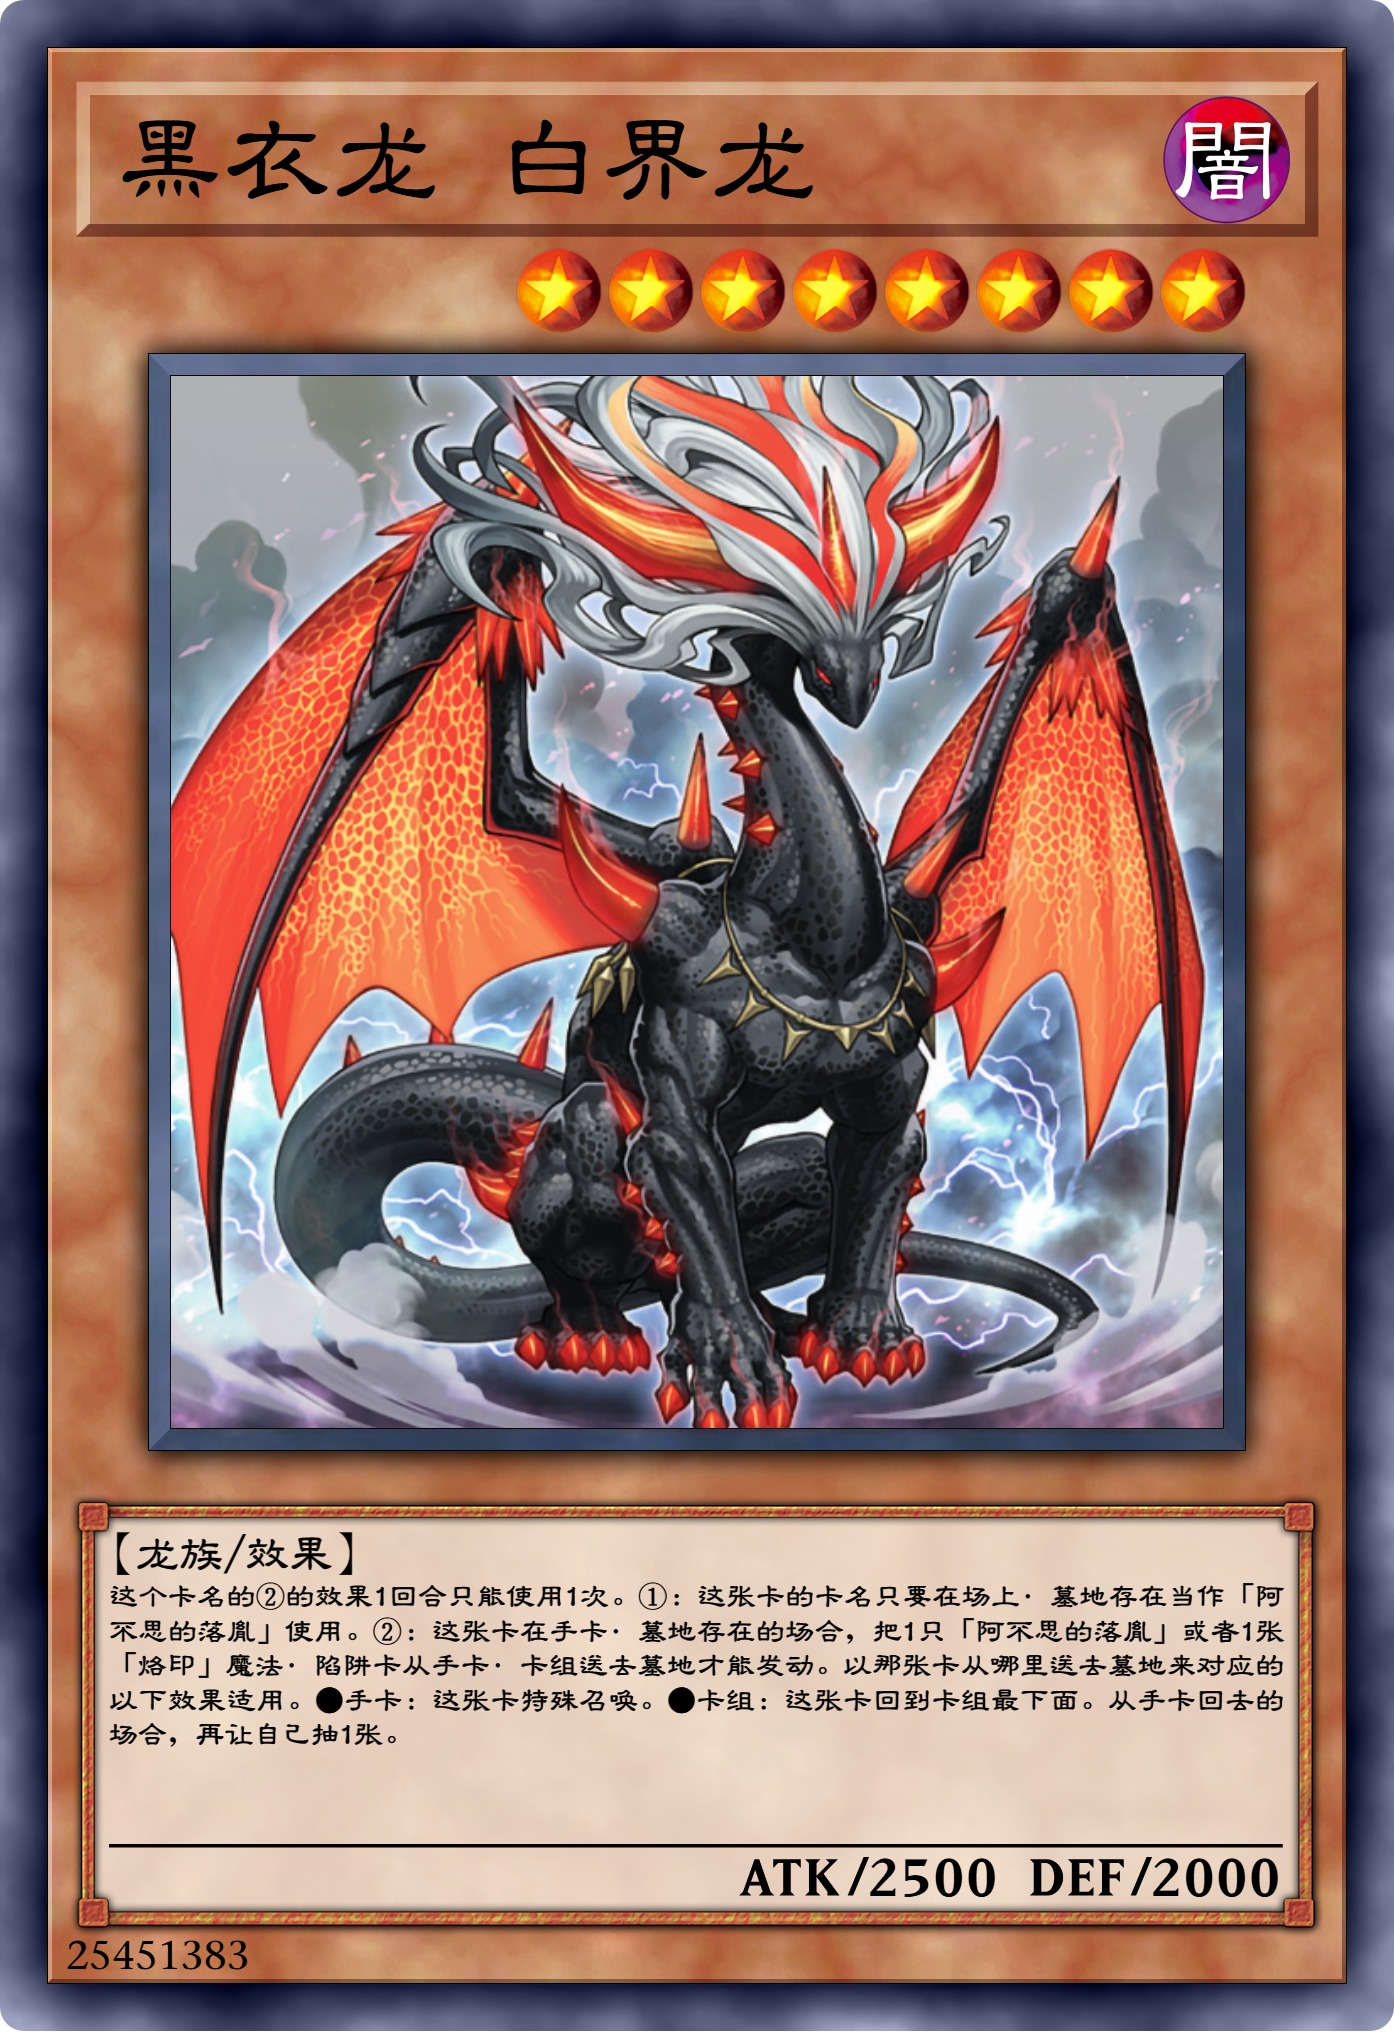 黑衣龙 白界龙
闇
【龙族/效果】
这个卡名的②的效果1回合只能使用1次。①：这张卡的卡名只要在场上·墓地存在当作「阿
不思的落胤」使用。②：这张卡在手卡·墓地存在的场合，把1只「阿不思的落胤」或者1张
「烙印」魔法·陷阱卡从手卡·卡组送去墓地才能发动。以那张卡从哪里送去墓地来对应的
以下效果适用。●手卡：这张卡特殊召唤。●卡组：这张卡回到卡组最下面。从手卡回去的
场合，再让自己抽1张。
ATK/2500 DEF/2000
25451383